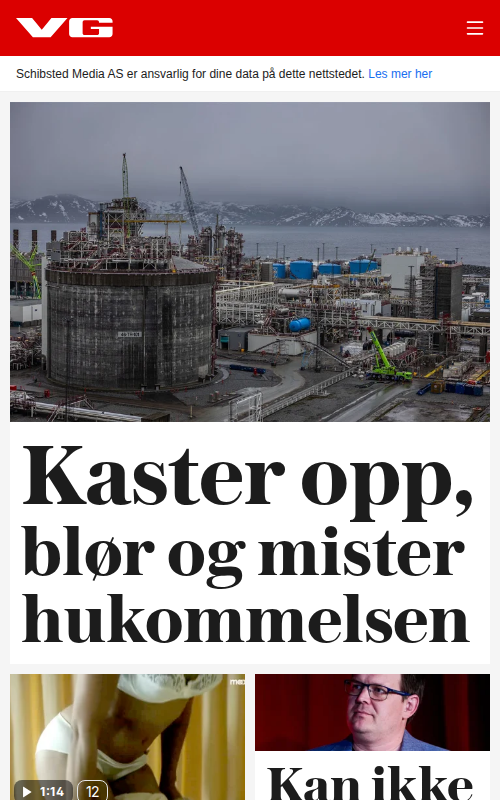 VG
Schibsted Media AS er ansvarlig for dine data på dette nettstedet. Les mer her
Kaster opp,
blør og mister
hukommelsen
1:14
12
Kan ikke